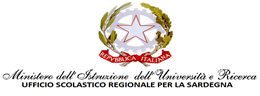 REPVBBLICA ITALIANA
Ministero dell'Istruzione dell'Università e Ricerca
UFFICIO SCOLASTICO REGIONALE PER LA SARDEGNA